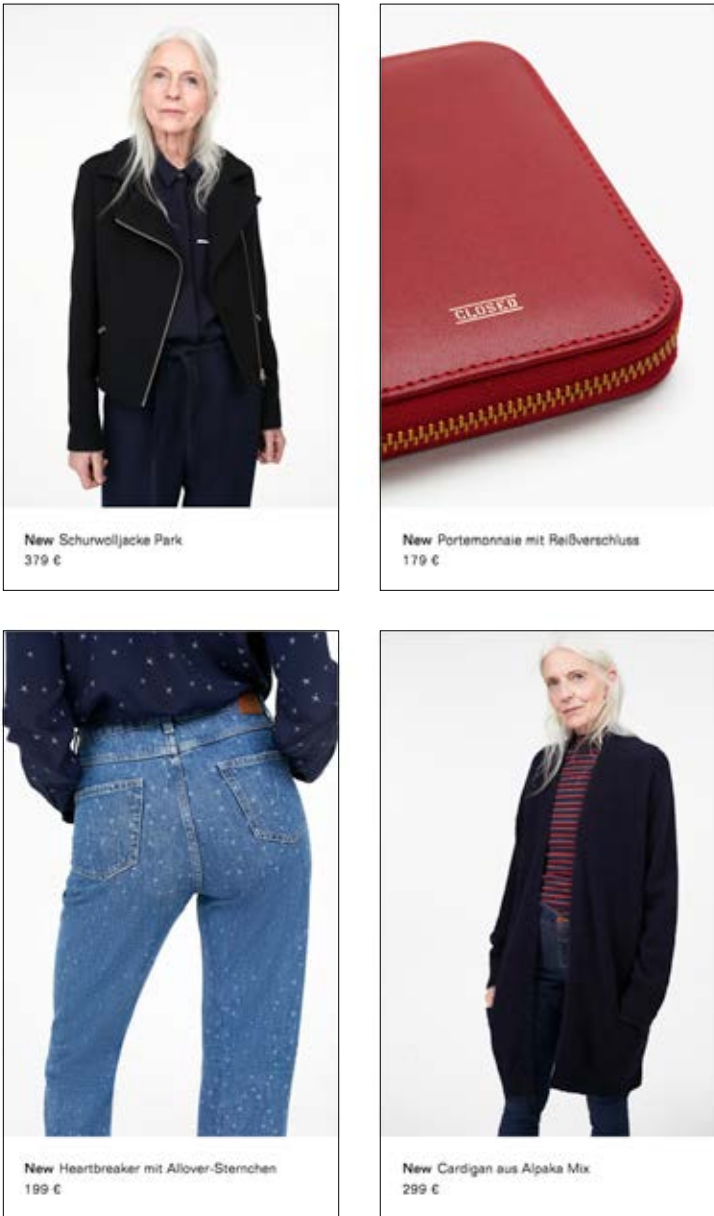 CLOSED
New Schurwolljacke Park
379 €
New Portemonnaie mit Reißverschluss
179 €
New Heartbreaker mit Allover-Sternchen
199 €
New Cardigan aus Alpaka Mix
299 €